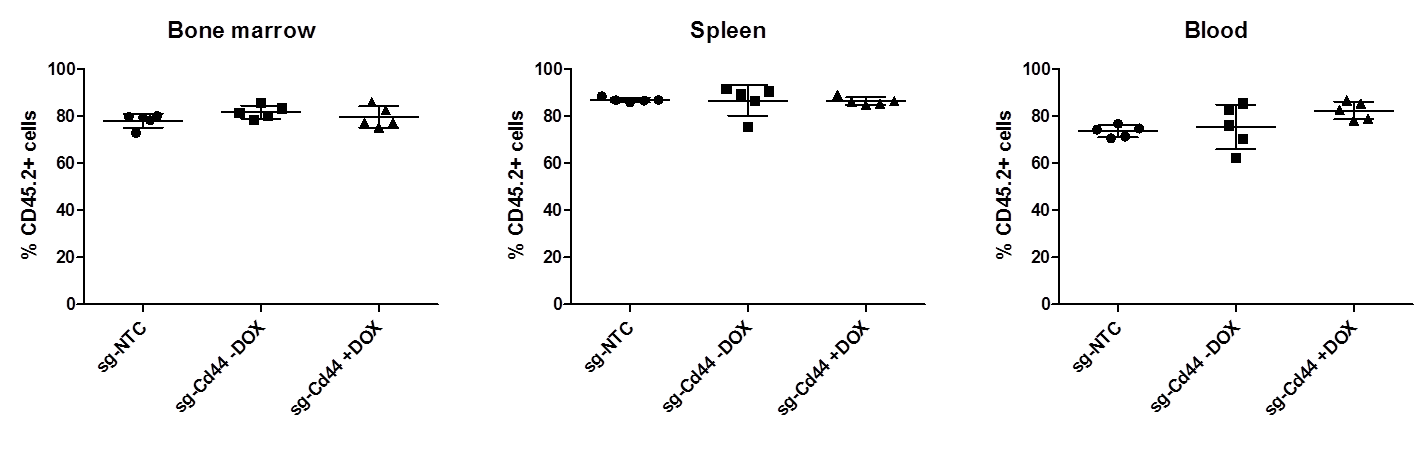 Bone marrow
% CD45.2+ cells
100
80
60
40
20
0
sg-NTC
sg-Cd44 -DOX
sg-Cd44 +DOX
Spleen
% CD45.2+ cells
100
80
60
40
20
0
sg-NTC
sg-Cd44 -DOX
sg-Cd44 +DOX
Blood
% CD45.2+ cells
100
80
60
40
20
0
sg-NTC
sg-Cd44 -DOX
sg-Cd44 +DOX